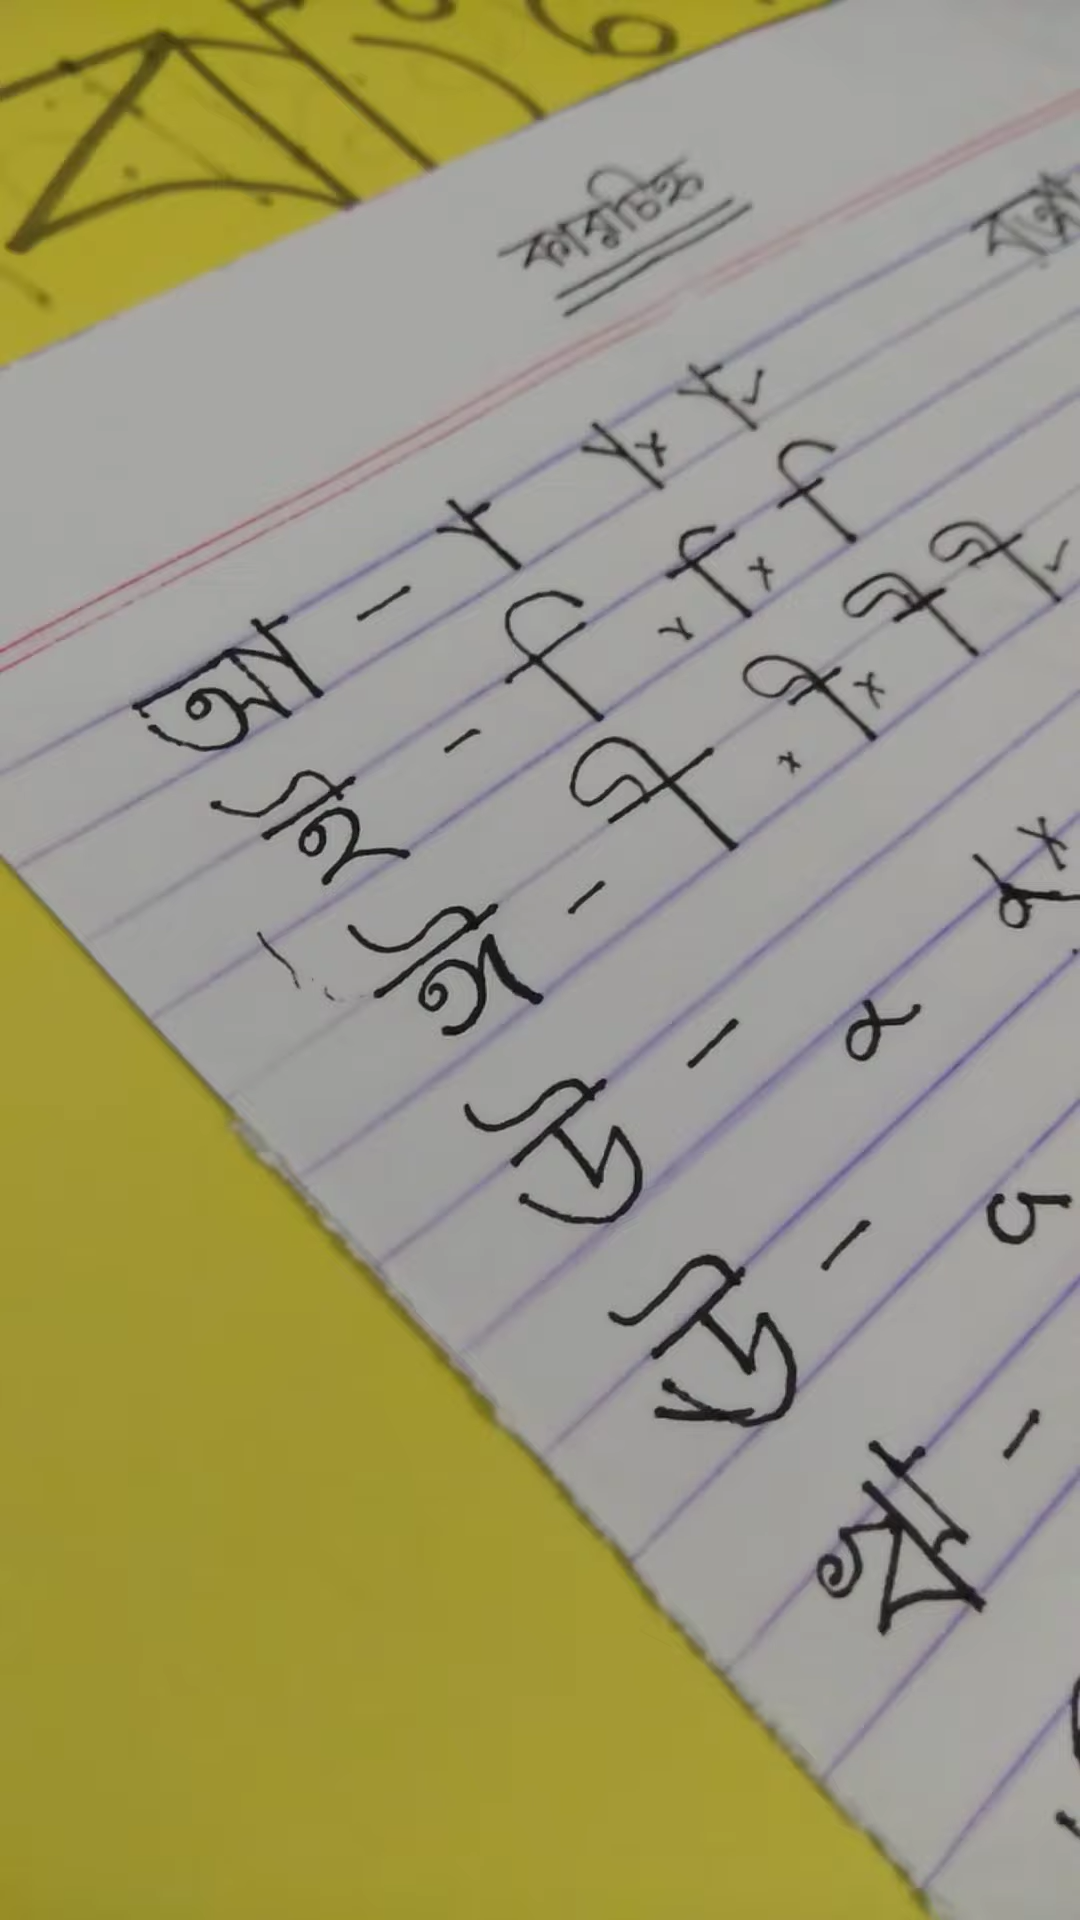 কারচিহ্ন
আ - া া × া ✓
ই - ি ি × ি
ঈ - ী ী × ী ী ✓
উ - ু
ঊ - ূ
ঋ -